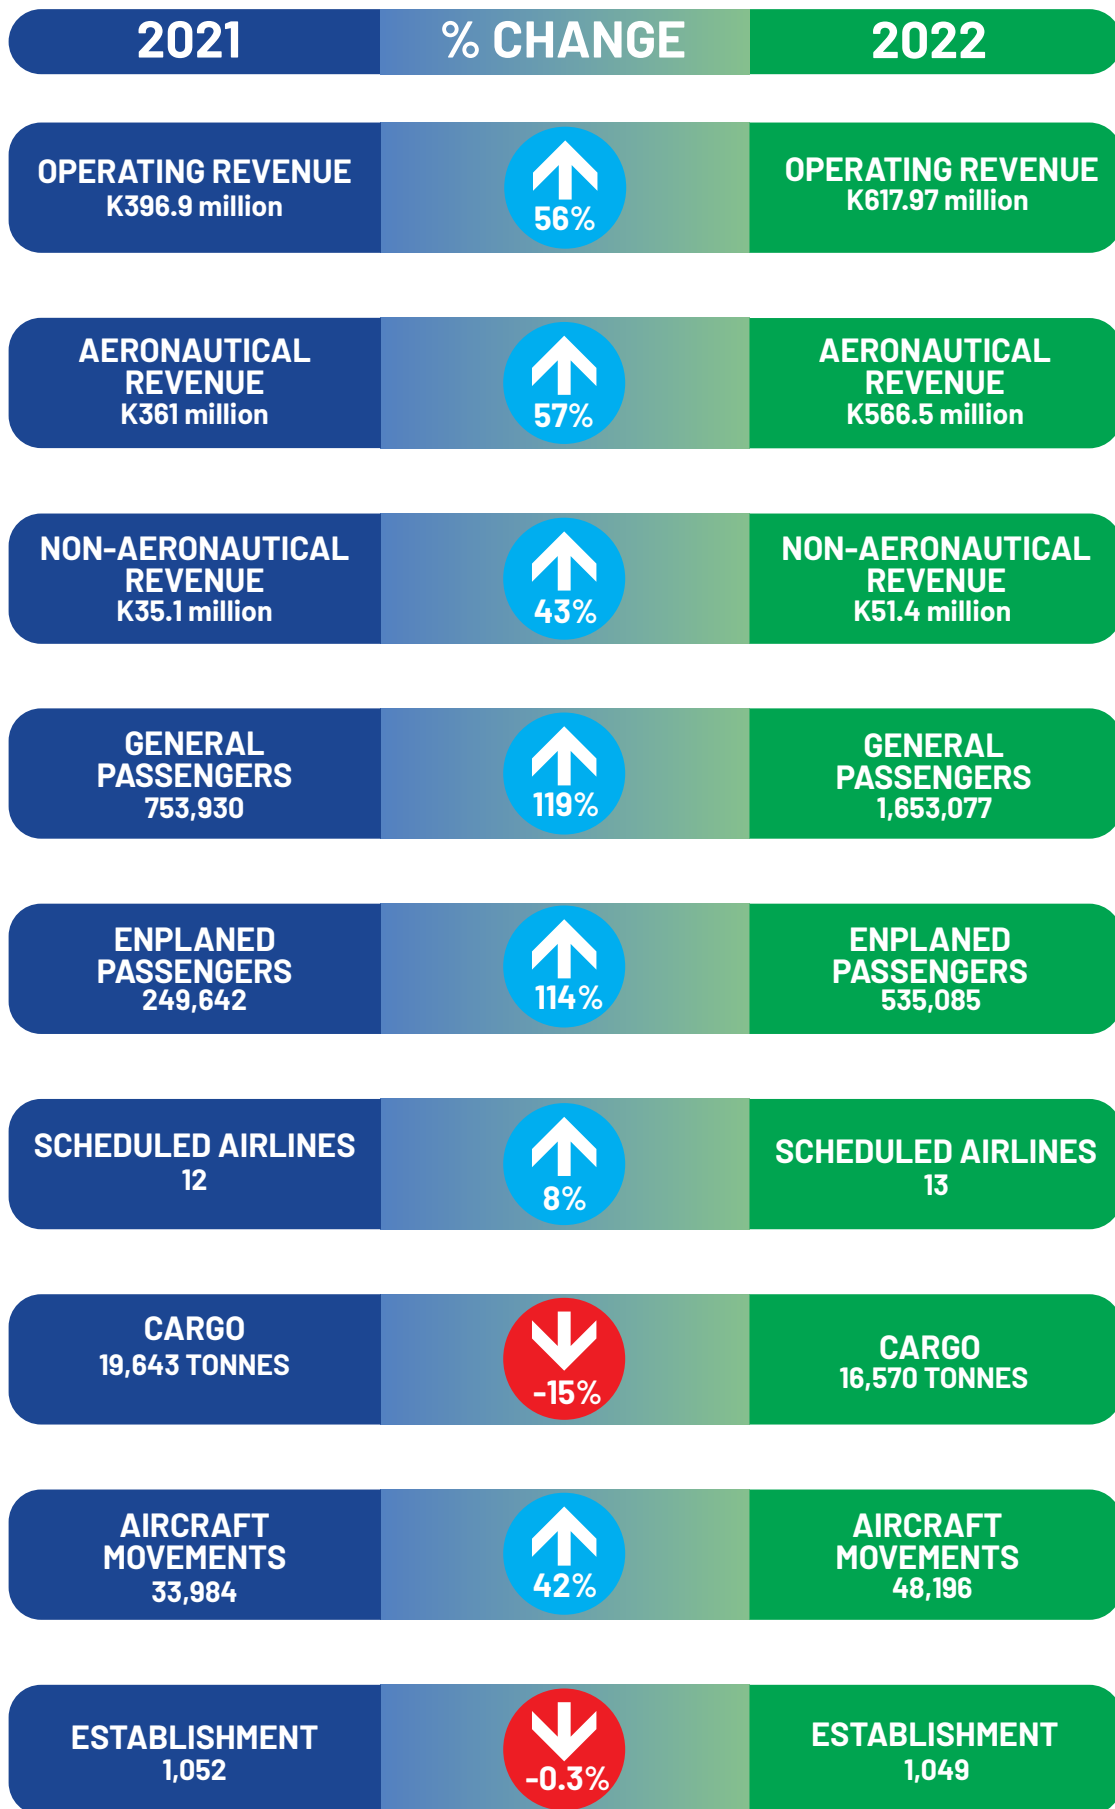 2021
% CHANGE
2022
OPERATING REVENUE
K396.9 million
56%
OPERATING REVENUE
K617.97 million
AERONAUTICAL
REVENUE
K361 million
57%
AERONAUTICAL
REVENUE
K566.5 million
NON-AERONAUTICAL
REVENUE
K35.1 million
43%
NON-AERONAUTICAL
REVENUE
K51.4 million
GENERAL
PASSENGERS
753,930
119%
GENERAL
PASSENGERS
1,653,077
ENPLANED
PASSENGERS
249,642
114%
ENPLANED
PASSENGERS
535,085
SCHEDULED AIRLINES
12
8%
SCHEDULED AIRLINES
13
CARGO
19,643 TONNES
-15%
CARGO
16,570 TONNES
AIRCRAFT
MOVEMENTS
33,984
42%
AIRCRAFT
MOVEMENTS
48,196
ESTABLISHMENT
1,052
-0.3%
ESTABLISHMENT
1,049